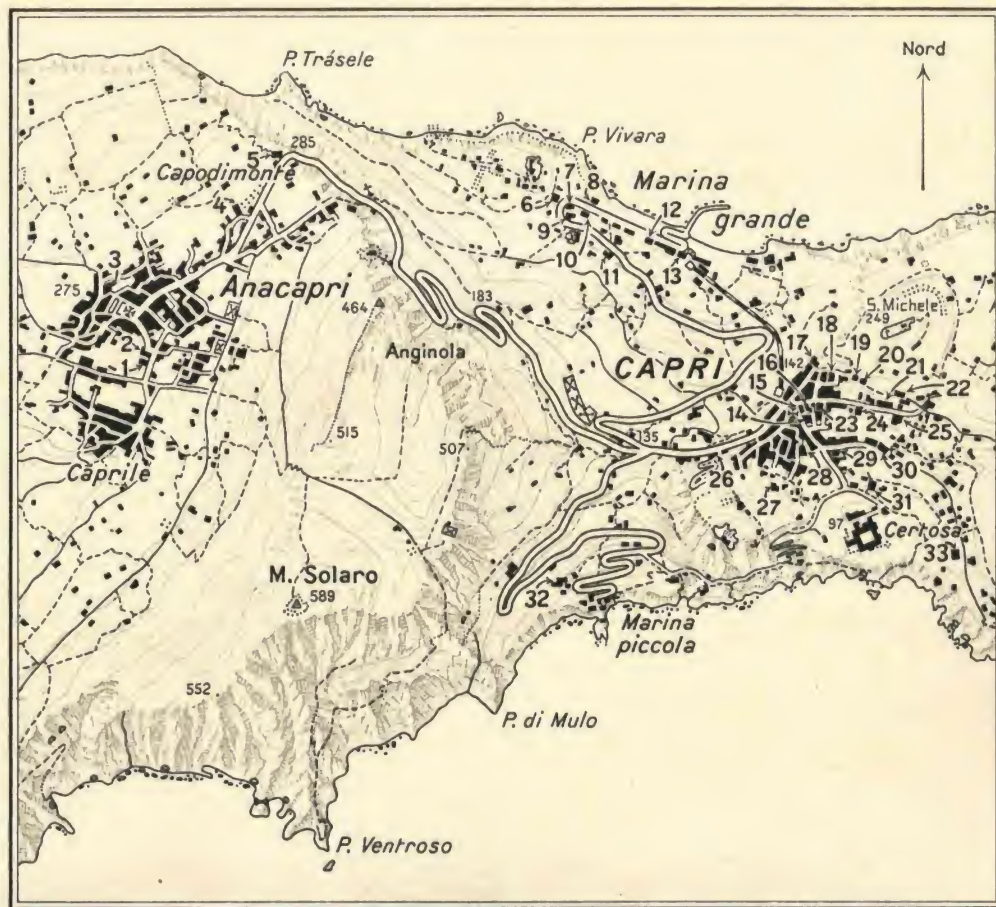 Nord
P. Trásele
P. Vivara
285
5
Capodimonte
7
8
Marina
grande
12
6
4
9
10
11
13
3
275
Anacapri
464
183
S. Michele
249
2
Anginola
CAPRI
17
18
19
20
21
22
16
142
15
1
14
23
24
25
515
507
135
Caprile
26
27
28
29
30
31
97
Certosa
33
M. Solaro
589
32
Marina
piccola
552
P. di Mulo
P. Ventroso